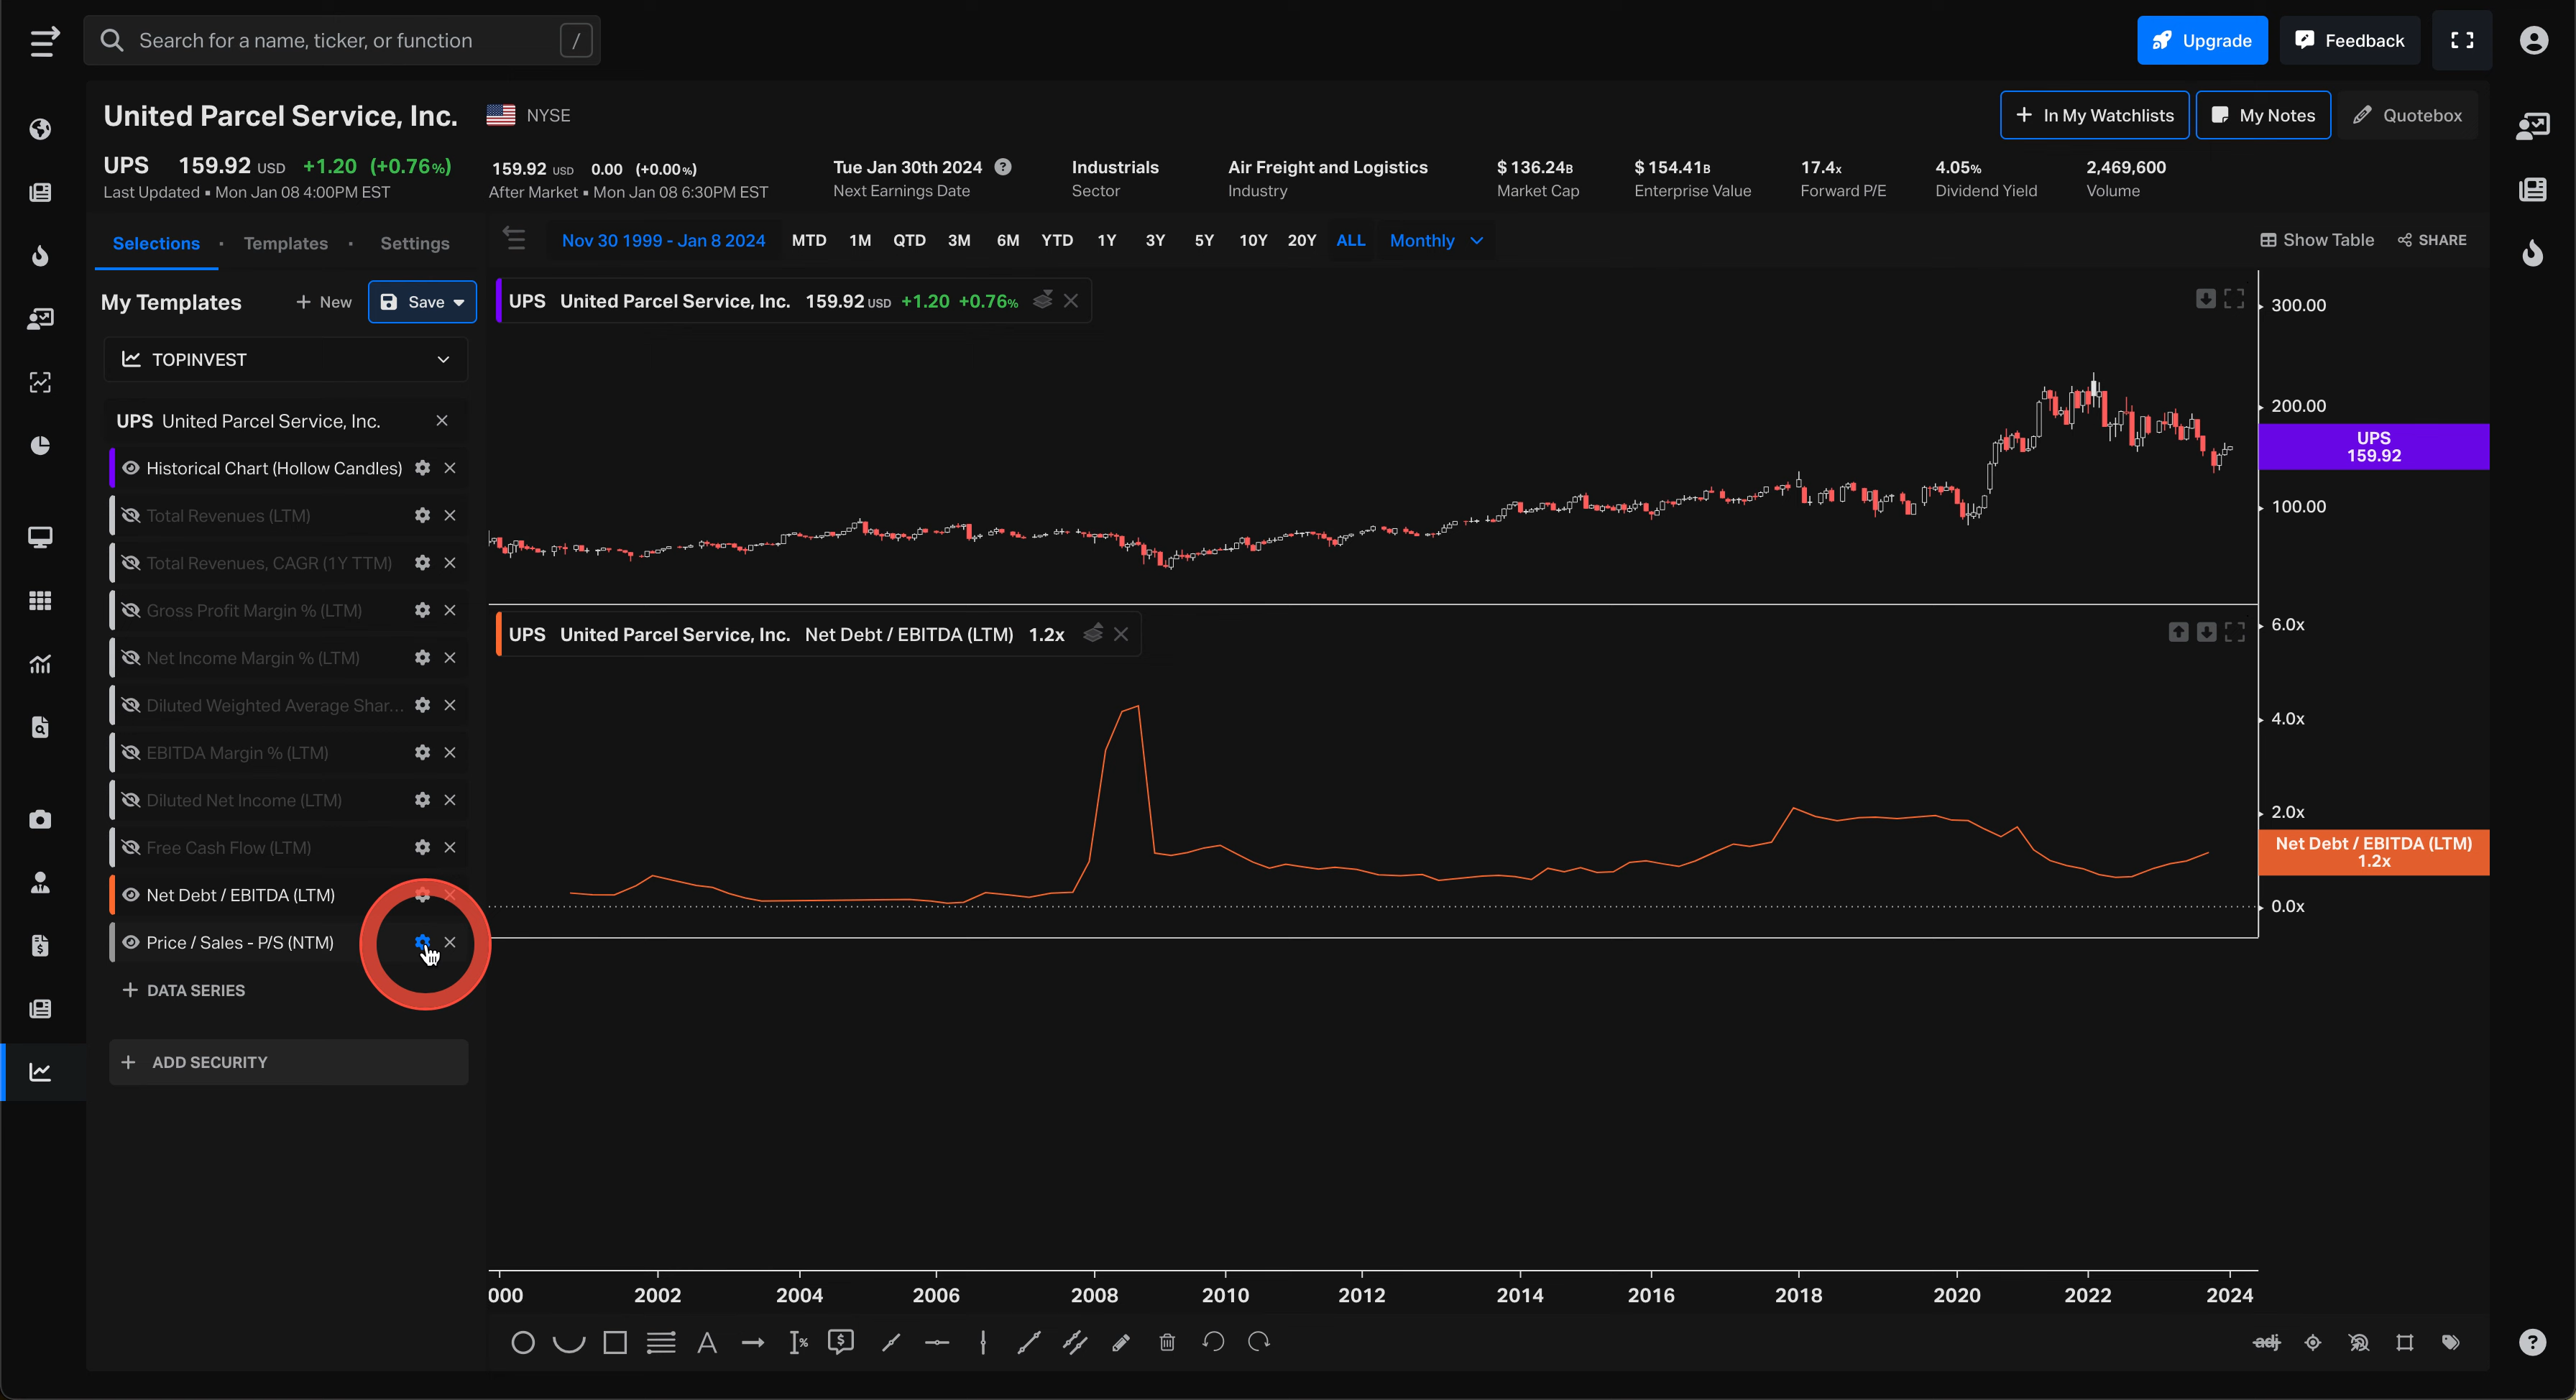 Search for a name, ticker, or function /
Upgrade
Feedback
United Parcel Service, Inc. NYSE
In My Watchlists
My Notes
Quotebox
UPS 159.92 USD +1.20 (+0.76%)
Last Updated ▪ Mon Jan 08 4:00PM EST
159.92 USD 0.00 (+0.00%)
After Market ▪ Mon Jan 08 6:30PM EST
Tue Jan 30th 2024 ?
Next Earnings Date
Industrials
Sector
Air Freight and Logistics
Industry
$ 136.24B
Market Cap
$ 154.41B
Enterprise Value
17.4x
Forward P/E
4.05%
Dividend Yield
2,469,600
Volume
Selections · Templates · Settings
Nov 30 1999 - Jan 8 2024 MTD 1M QTD 3M 6M YTD 1Y 3Y 5Y 10Y 20Y ALL Monthly
Show Table SHARE
My Templates + New Save
TOPINVEST
UPS United Parcel Service, Inc.
Historical Chart (Hollow Candles)
Total Revenues (LTM)
Total Revenues, CAGR (1Y TTM)
Gross Profit Margin % (LTM)
Net Income Margin % (LTM)
Diluted Weighted Average Shar...
EBITDA Margin % (LTM)
Diluted Net Income (LTM)
Free Cash Flow (LTM)
Net Debt / EBITDA (LTM)
Price / Sales - P/S (NTM)
+ DATA SERIES
+ ADD SECURITY
UPS United Parcel Service, Inc. 159.92 USD +1.20 +0.76%
300.00
200.00
UPS
159.92
100.00
UPS United Parcel Service, Inc. Net Debt / EBITDA (LTM) 1.2x
6.0x
4.0x
2.0x
Net Debt / EBITDA (LTM)
1.2x
0.0x
000 2002 2004 2006 2008 2010 2012 2014 2016 2018 2020 2022 2024
A
%
$
adj
?